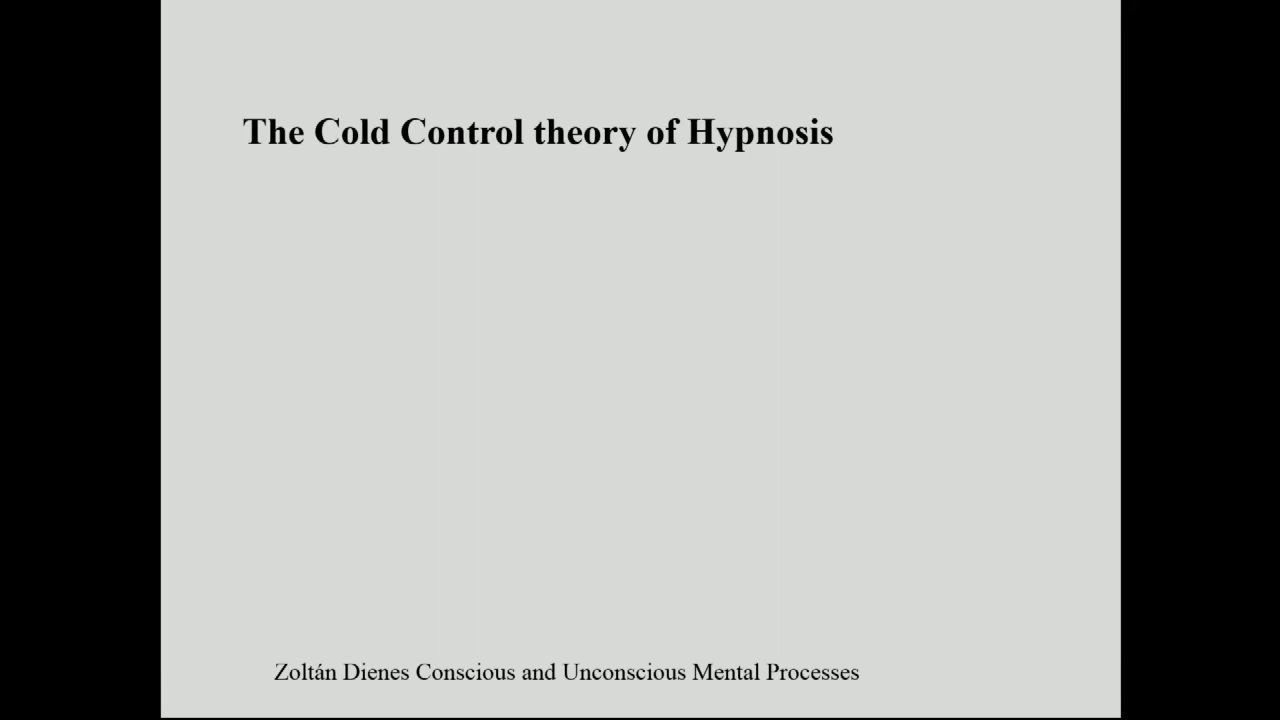 The Cold Control theory of Hypnosis
Zoltán Dienes Conscious and Unconscious Mental Processes